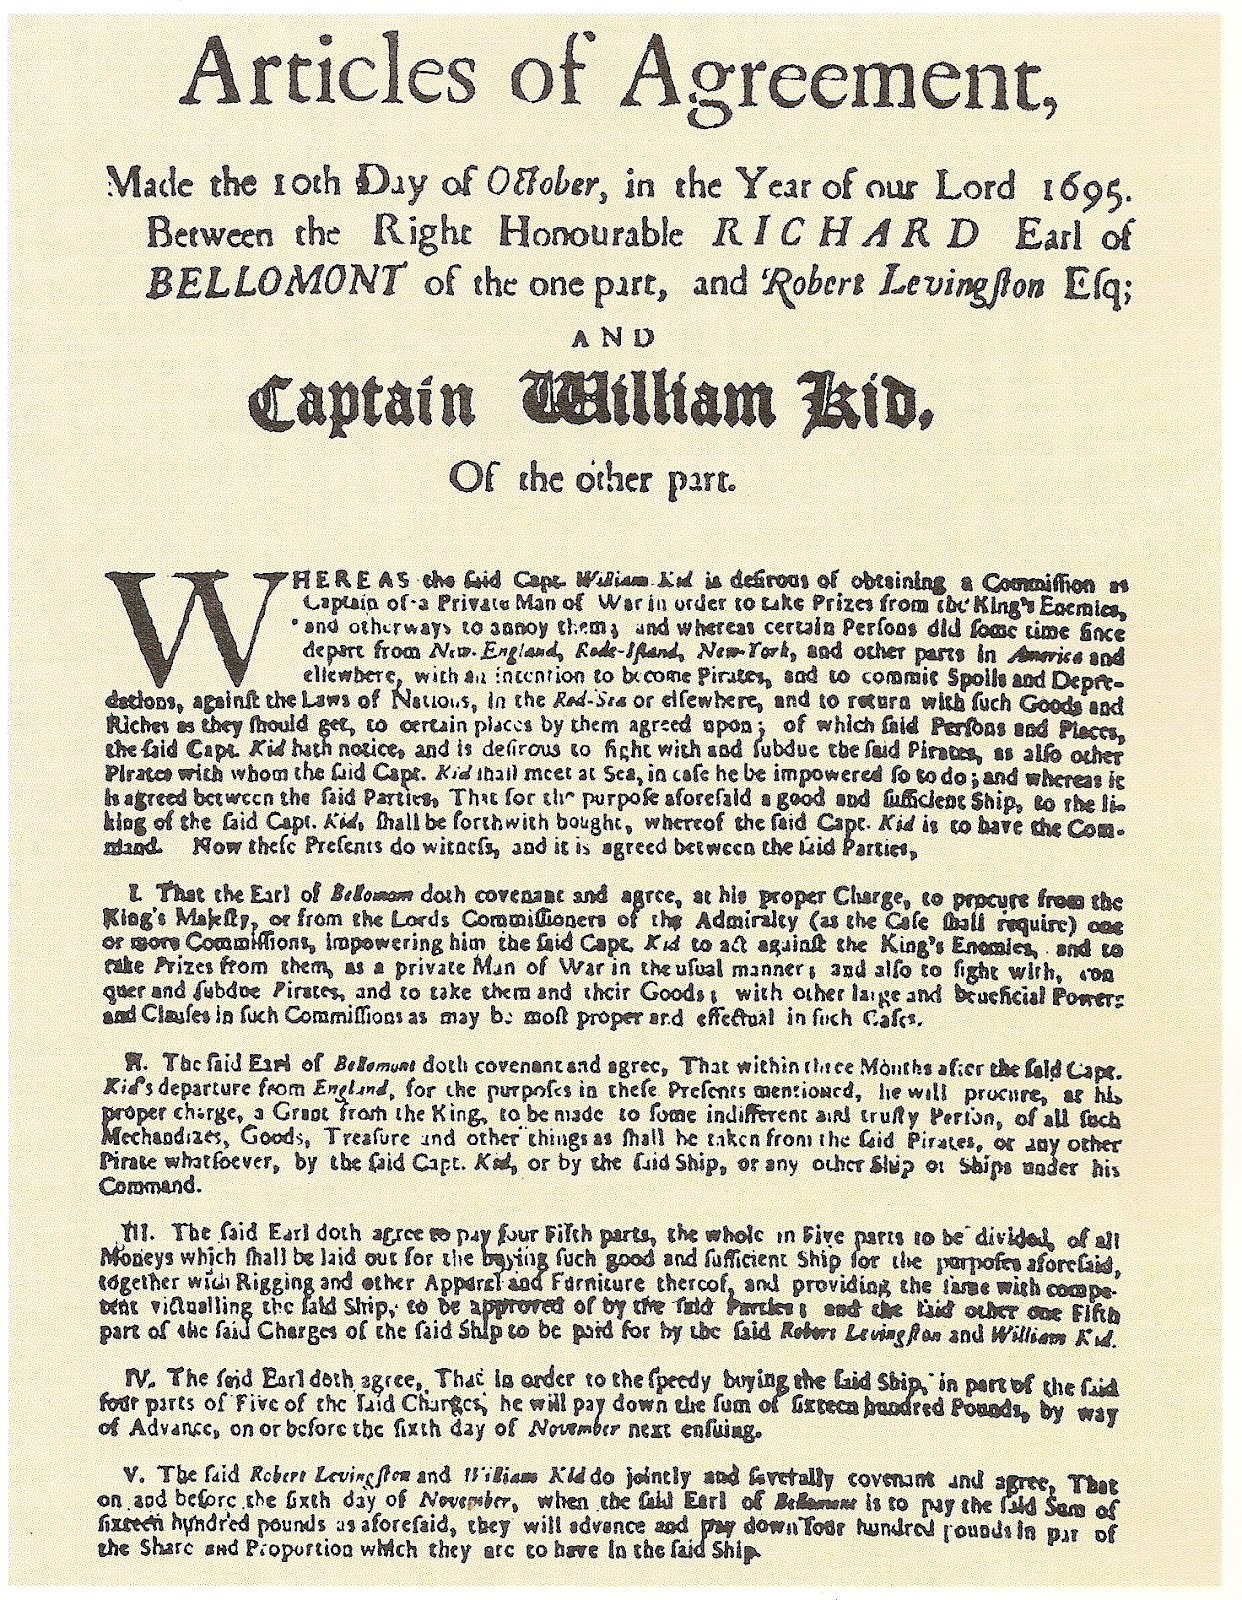 Articles of Agreement,
Made the 10th Day of October, in the Year of our Lord 1695.
Between the Right Honourable RICHARD Earl of
BELLOMONT of the one part, and Robert Levingſton Eſq;
AND
Captain William Kid,
Of the other part.
WHEREAS the ſaid Capt. William Kid is deſirous of obtaining a Commiſſion as
Captain of a Private Man of War in order to take Prizes from the King's Enemies,
and otherways to annoy them; and whereas certain Perſons did ſome time ſince
depart from New-England, Rode-Iſland, New-York, and other parts in America and
elſewhere, with an intention to become Pirates, and to commit Spoils and Depre-
dations, againſt the Laws of Nations, in the Red-Sea or elſewhere, and to return with ſuch Goods and
Riches as they ſhould get, to certain places by them agreed upon; of which ſaid Perſons and Places,
the ſaid Capt. Kid hath notice, and is deſirous to fight with and ſubdue the ſaid Pirates, as alſo other
Pirates with whom the ſaid Capt. Kid ſhall meet at Sea, in caſe he be impowered ſo to do; and whereas it
is agreed between the ſaid Parties, That for the purpoſe aforeſaid a good and ſufficient Ship, to the li-
king of the ſaid Capt. Kid, ſhall be forthwith bought, whereof the ſaid Capt. Kid is to have the Com-
mand. Now theſe Preſents do witneſs, and it is agreed between the ſaid Parties,
I. That the Earl of Bellomont doth covenant and agree, at his proper Charge, to procure from the
King's Majeſty, or from the Lords Commiſſioners of the Admiralty (as the Caſe ſhall require) one
or more Commiſſions, impowering him the ſaid Capt. Kid to act againſt the King's Enemies, and to
take Prizes from them, as a private Man of War in the uſual manner; and alſo to fight with, con
quer and ſubdue Pirates, and to take them and their Goods; with other large and beneficial Powers
and Clauſes in ſuch Commiſſions as may be moſt proper and effectual in ſuch Caſes.
II. The ſaid Earl of Bellomont doth covenant and agree, That within three Months after the ſaid Capt.
Kid's departure from England, for the purpoſes in theſe Preſents mentioned, he will procure, at his
proper charge, a Grant from the King, to be made to ſome indifferent and truſty Perſon, of all ſuch
Mechandizes, Goods, Treaſure and other things as ſhall be taken from the ſaid Pirates, or any other
Pirate whatſoever, by the ſaid Capt. Kid, or by the ſaid Ship, or any other Ship or Ships under his
Command.
III. The ſaid Earl doth agree to pay four Fifth parts, the whole in Five parts to be divided, of all
Moneys which ſhall be laid out for the buying ſuch good and ſufficient Ship for the purpoſes aforeſaid,
together with Rigging and other Apparel and Furniture thereof, and providing the ſame with compe-
tent victualling the ſaid Ship, to be approved of by the ſaid Parties; and the ſaid other one Fifth
part of the ſaid Charges of the ſaid Ship to be paid for by the ſaid Robert Levingſton and William Kid.
IV. The ſaid Earl doth agree, That in order to the ſpeedy buying the ſaid Ship, in part of the ſaid
four parts of Five of the ſaid Charges, he will pay down the ſum of ſixteen hundred Pounds, by way
of Advance, on or before the ſixth day of November next enſuing.
V. The ſaid Robert Levingſton and William Kid do jointly and ſeverally covenant and agree, That
on and before the ſixth day of November, when the ſaid Earl of Bellomont is to pay the ſaid Sum of
ſixteen hundred pounds as aforeſaid, they will advance and pay down four hundred pounds in part of
the Share and Proportion which they are to have in the ſaid Ship.